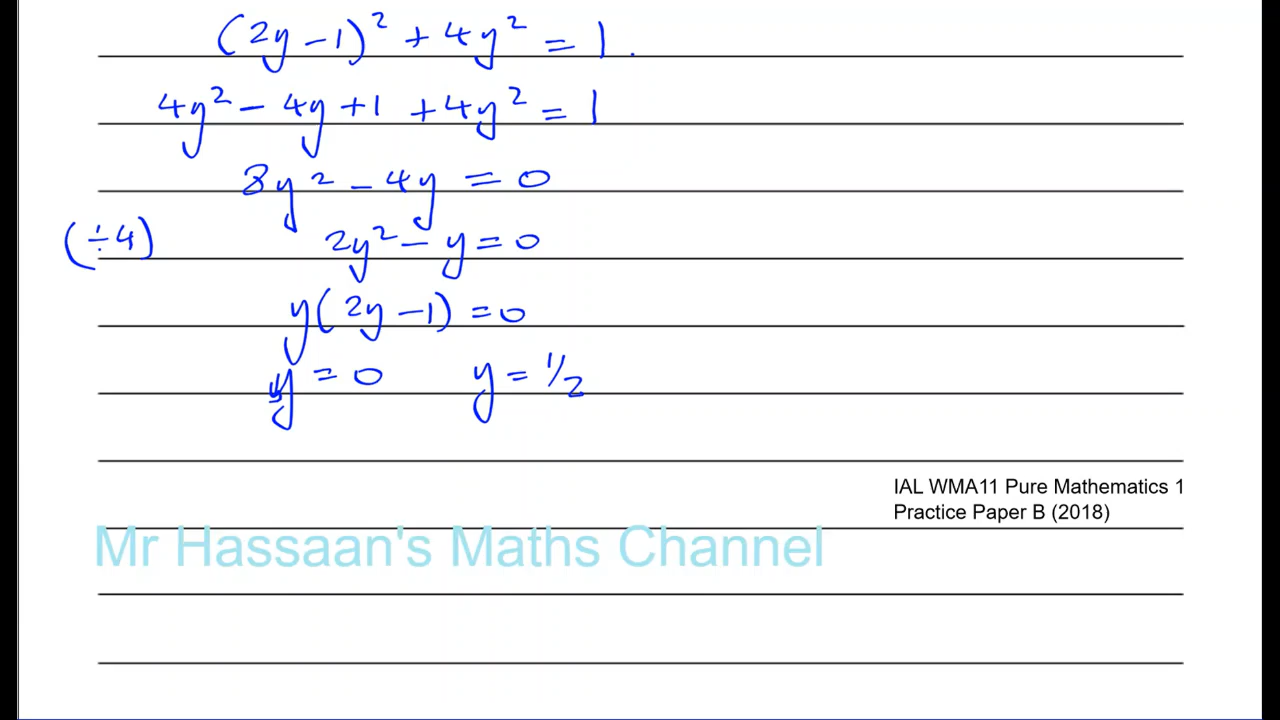 (2y - 1)² + 4y² = 1.
4y² - 4y + 1 + 4y² = 1
8y² - 4y = 0
(÷4) 2y² - y = 0
y(2y - 1) = 0
y = 0 y = 1/2
IAL WMA11 Pure Mathematics 1
Practice Paper B (2018)
Mr Hassaan's Maths Channel